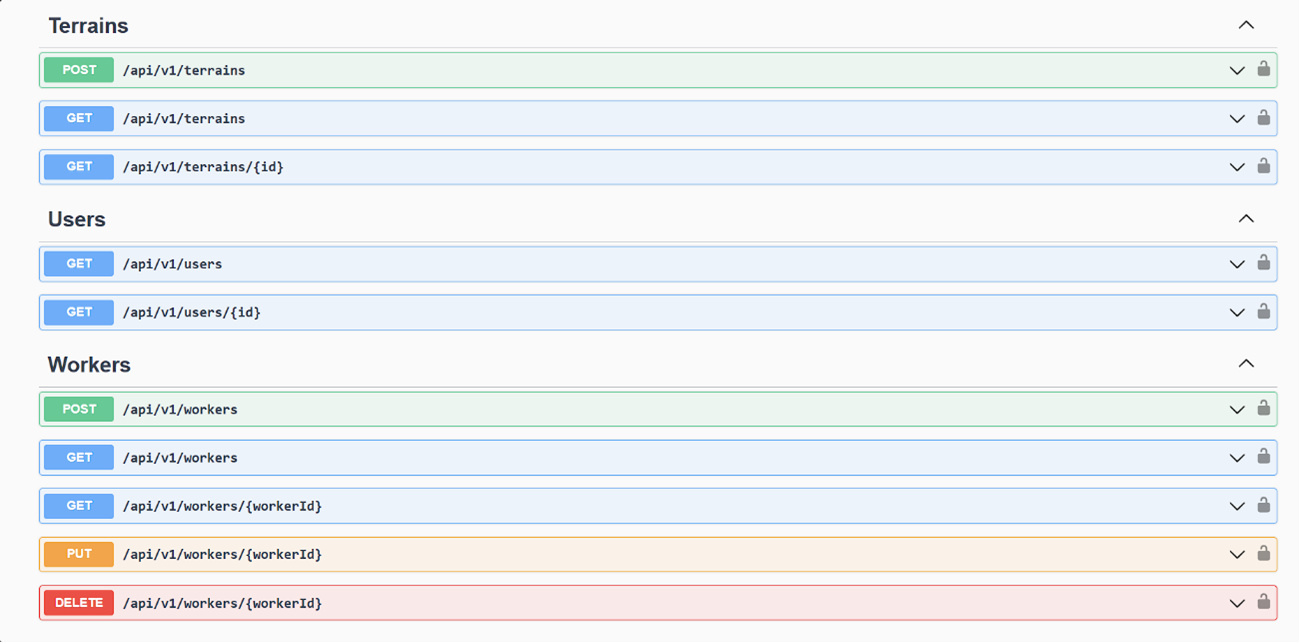 Terrains
POST /api/v1/terrains
GET /api/v1/terrains
GET /api/v1/terrains/{id}
Users
GET /api/v1/users
GET /api/v1/users/{id}
Workers
POST /api/v1/workers
GET /api/v1/workers
GET /api/v1/workers/{workerId}
PUT /api/v1/workers/{workerId}
DELETE /api/v1/workers/{workerId}